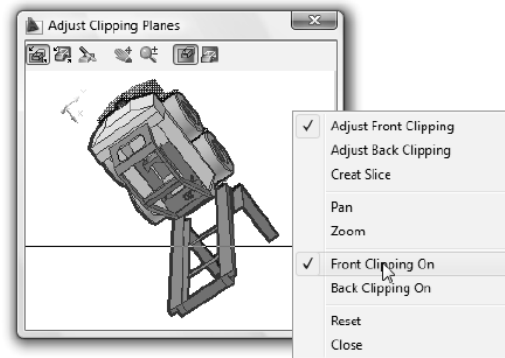 Adjust Clipping Planes
Adjust Front Clipping
Adjust Back Clipping
Creat Slice
Pan
Zoom
Front Clipping On
Back Clipping On
Reset
Close